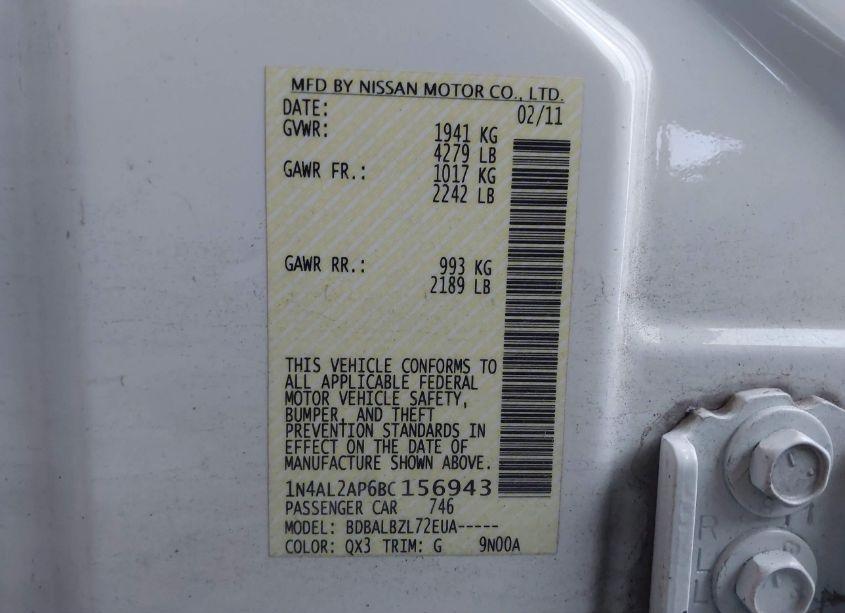 MFD BY NISSAN MOTOR CO., LTD.
DATE: 02/11
GVWR: 1941 KG
4279 LB
GAWR FR.: 1017 KG
2242 LB
GAWR RR.: 993 KG
2189 LB
THIS VEHICLE CONFORMS TO
ALL APPLICABLE FEDERAL
MOTOR VEHICLE SAFETY,
BUMPER, AND THEFT
PREVENTION STANDARDS IN
EFFECT ON THE DATE OF
MANUFACTURE SHOWN ABOVE.
1N4AL2AP6BC156943
PASSENGER CAR 746
MODEL: BDBALBZL72EUA-----
COLOR: QX3 TRIM: G 9N00A